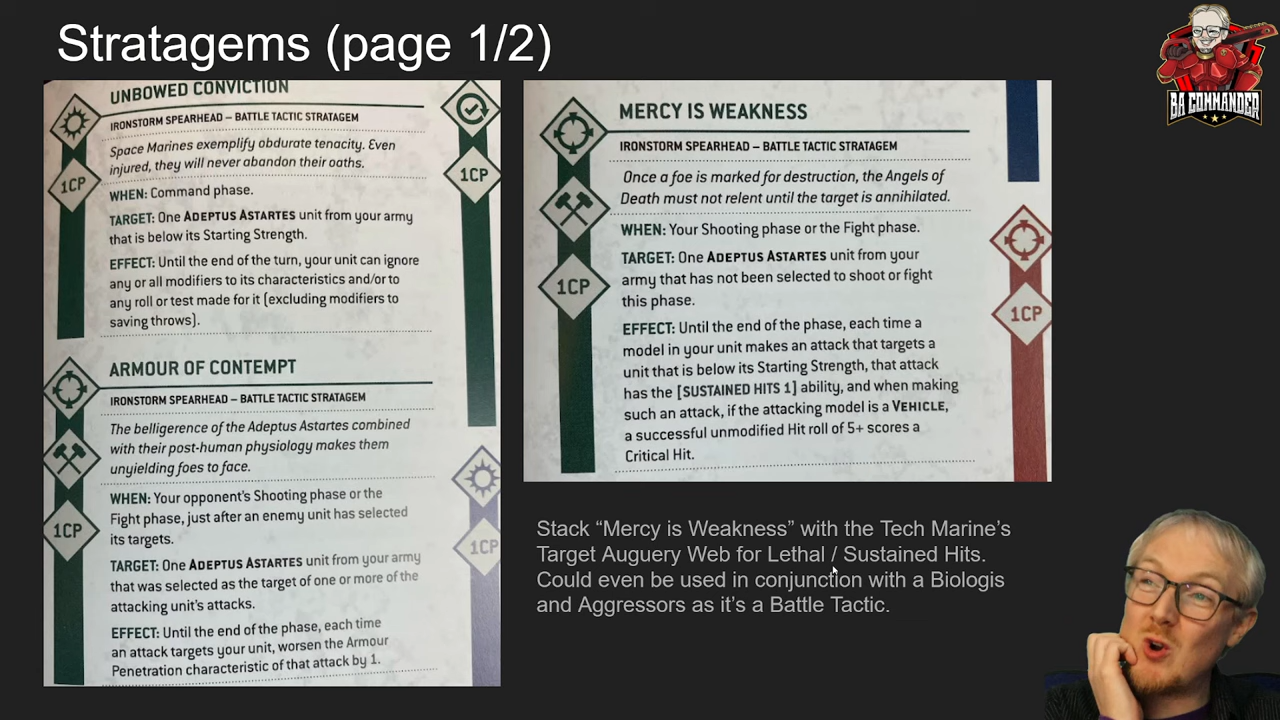 Stratagems (page 1/2)
UNBOWED CONVICTION
IRONSTORM SPEARHEAD – BATTLE TACTIC STRATAGEM
Space Marines exemplify obdurate tenacity. Even
injured, they will never abandon their oaths.
1CP
WHEN: Command phase.
TARGET: One ADEPTUS ASTARTES unit from your army
that is below its Starting Strength.
EFFECT: Until the end of the turn, your unit can ignore
any or all modifiers to its characteristics and/or to
any roll or test made for it (excluding modifiers to
saving throws).
1CP
ARMOUR OF CONTEMPT
IRONSTORM SPEARHEAD – BATTLE TACTIC STRATAGEM
The belligerence of the Adeptus Astartes combined
with their post-human physiology makes them
unyielding foes to face.
1CP
WHEN: Your opponent's Shooting phase or the
Fight phase, just after an enemy unit has selected
its targets.
TARGET: One ADEPTUS ASTARTES unit from your army
that was selected as the target of one or more of the
attacking unit's attacks.
EFFECT: Until the end of the phase, each time
an attack targets your unit, worsen the Armour
Penetration characteristic of that attack by 1.
1CP
MERCY IS WEAKNESS
IRONSTORM SPEARHEAD – BATTLE TACTIC STRATAGEM
Once a foe is marked for destruction, the Angels of
Death must not relent until the target is annihilated.
1CP
WHEN: Your Shooting phase or the Fight phase.
TARGET: One ADEPTUS ASTARTES unit from your
army that has not been selected to shoot or fight
this phase.
EFFECT: Until the end of the phase, each time a
model in your unit makes an attack that targets a
unit that is below its Starting Strength, that attack
has the [SUSTAINED HITS 1] ability, and when making
such an attack, if the attacking model is a VEHICLE,
a successful unmodified Hit roll of 5+ scores a
Critical Hit.
1CP
Stack “Mercy is Weakness” with the Tech Marine’s
Target Auguery Web for Lethal / Sustained Hits.
Could even be used in conjunction with a Biologis
and Aggressors as it’s a Battle Tactic.
BA COMMANDER